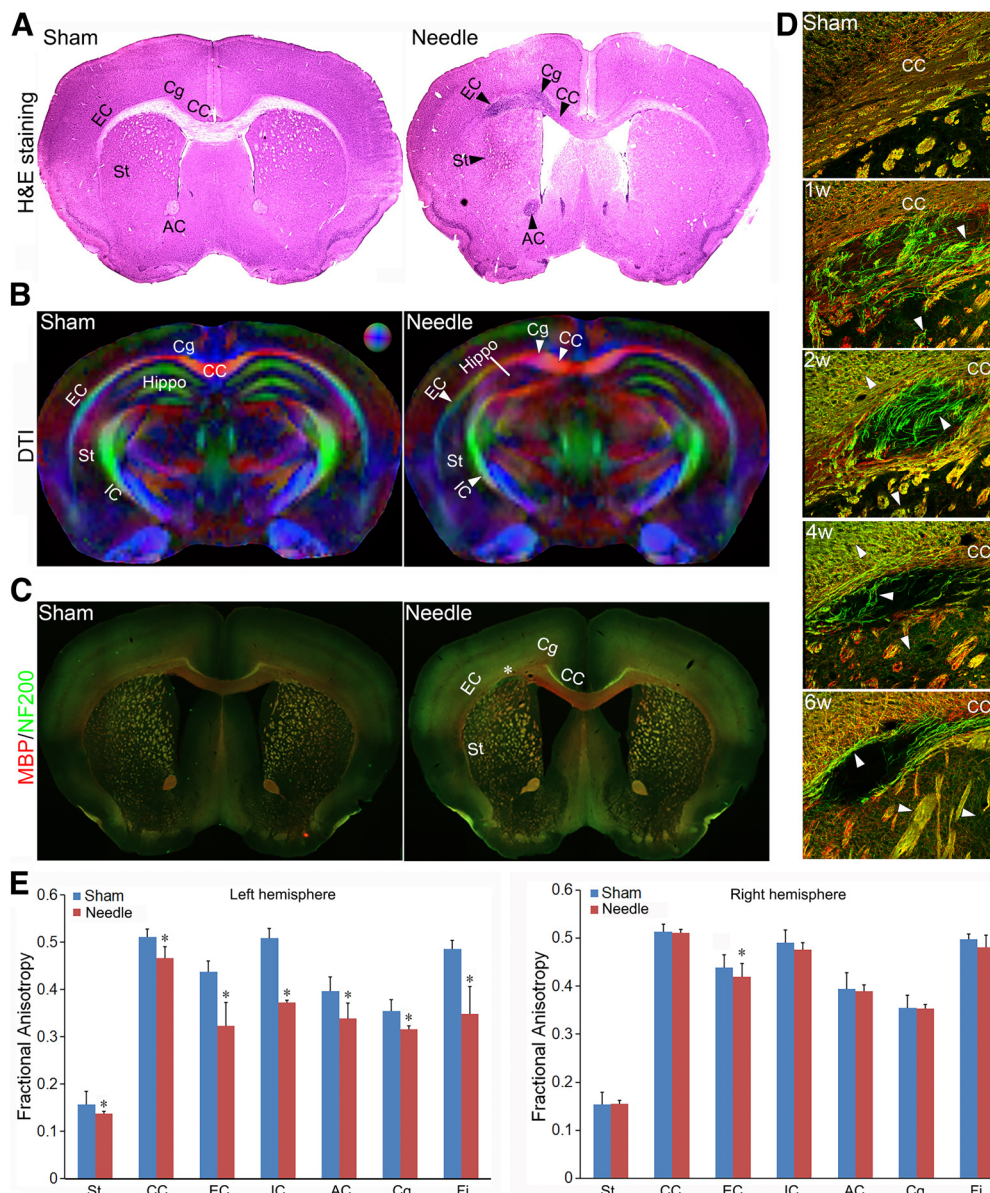 A
Sham
Needle
H&E staining
EC
Cg
CC
St
AC
EC
Cg
CC
St
AC
B
Sham
Needle
DTI
Cg
CC
EC
Hippo
St
IC
Cg
CC
Hippo
EC
St
IC
C
Sham
Needle
MBP/NF200
Cg
EC
*
CC
St
D
Sham
CC
1w
CC
2w
CC
4w
CC
6w
CC
E
Left hemisphere
Sham
Needle
Fractional Anisotropy
0.6
0.5
0.4
0.3
0.2
0.1
0
*
*
*
*
*
*
*
St
CC
EC
IC
AC
Cg
Fi
Right hemisphere
Sham
Needle
Fractional Anisotropy
0.6
0.5
0.4
0.3
0.2
0.1
0
*
St
CC
EC
IC
AC
Cg
Fi